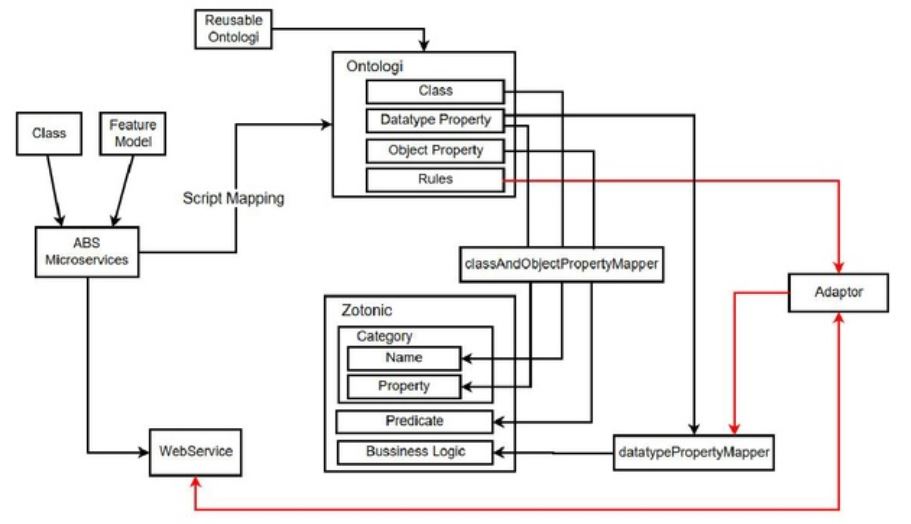 Reusable
Ontologi
Ontologi
Class
Datatype Property
Object Property
Rules
Class
Feature
Model
Script Mapping
ABS
Microservices
classAndObjectPropertyMapper
Adaptor
Zotonic
Category
Name
Property
Predicate
Bussiness Logic
WebService
datatypePropertyMapper